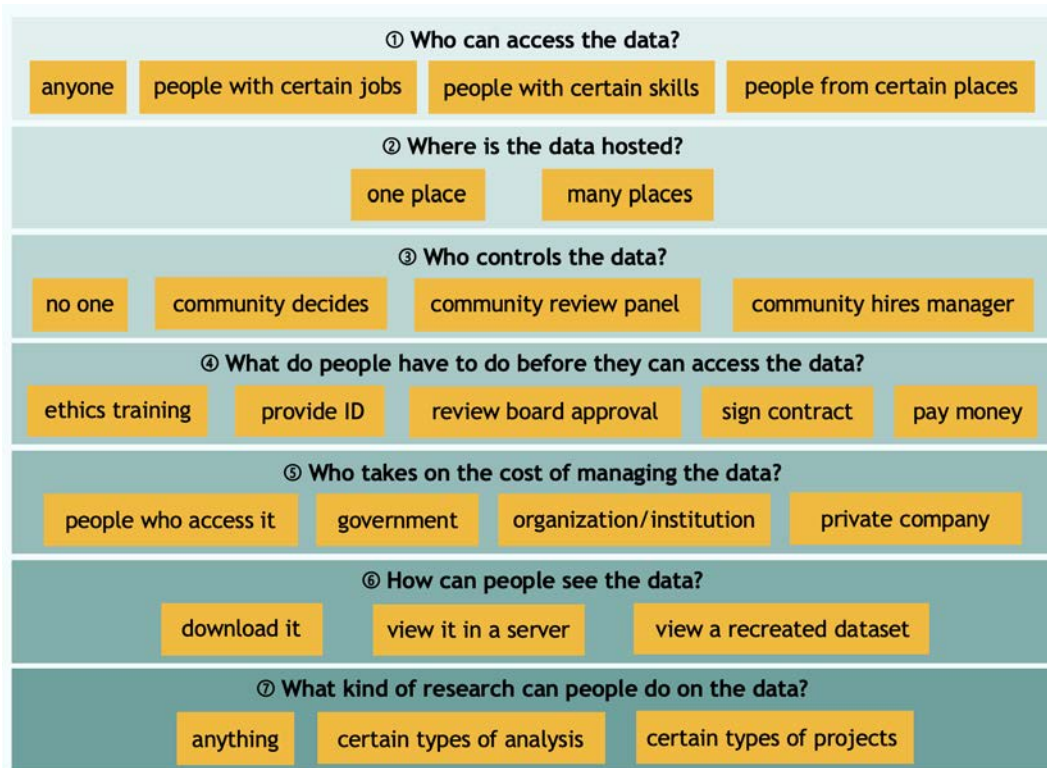 ① Who can access the data?
anyone people with certain jobs people with certain skills people from certain places
② Where is the data hosted?
one place many places
③ Who controls the data?
no one community decides community review panel community hires manager
④ What do people have to do before they can access the data?
ethics training provide ID review board approval sign contract pay money
⑤ Who takes on the cost of managing the data?
people who access it government organization/institution private company
⑥ How can people see the data?
download it view it in a server view a recreated dataset
⑦ What kind of research can people do on the data?
anything certain types of analysis certain types of projects